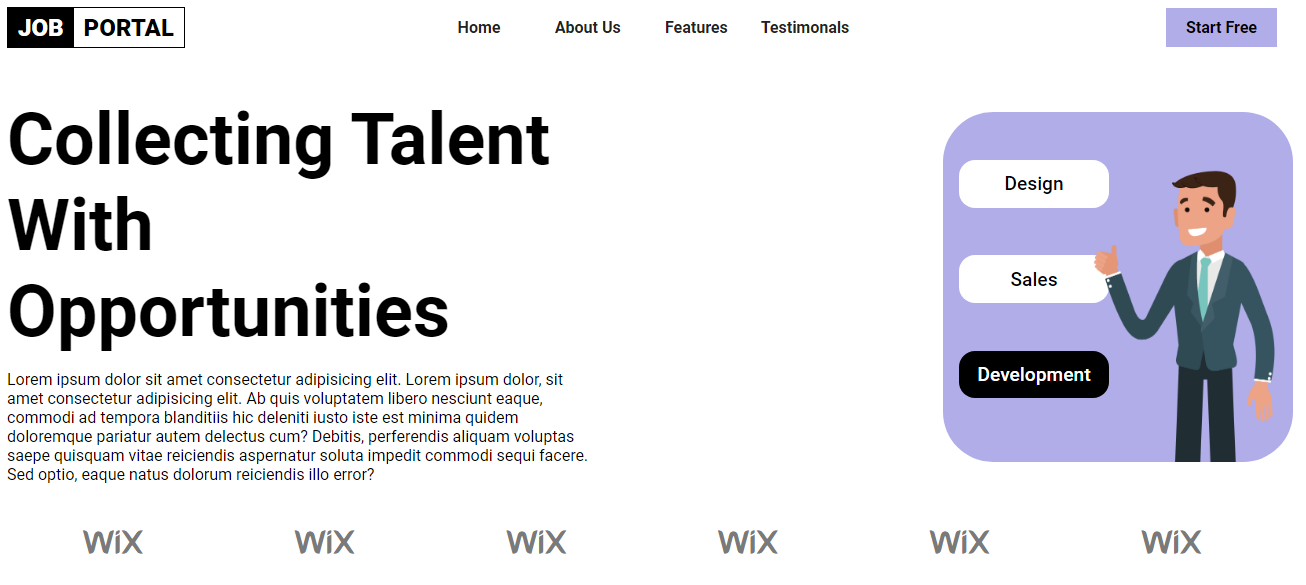 JOB PORTAL
Home
About Us
Features
Testimonials
Start Free
Collecting Talent
With
Opportunities
Lorem ipsum dolor sit amet consectetur adipisicing elit. Lorem ipsum dolor, sit
amet consectetur adipisicing elit. Ab quis voluptatem libero nesciunt eaque,
commodi ad tempora blanditiis hic deleniti iusto iste est minima quidem
doloremque pariatur autem delectus cum? Debitis, perferendis aliquam voluptas
saepe quisquam vitae reiciendis aspernatur soluta impedit commodi sequi facere.
Sed optio, eaque natus dolorum reiciendis illo error?
Design
Sales
Development
WiX
WiX
WiX
WiX
WiX
WiX